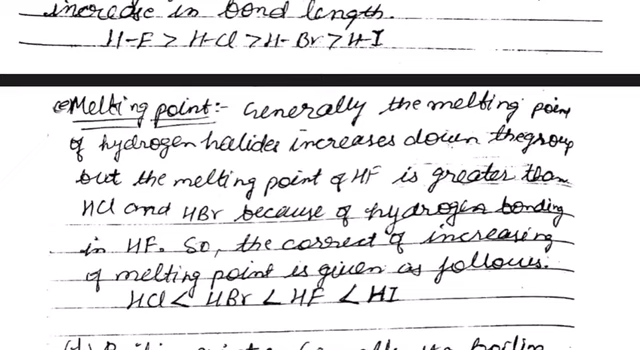 increase in bond length.
H-F > H-Cl > H-Br > H-I
(c) Melting point:- Generally the melting point
of hydrogen halides increases down the group
but the melting point of HF is greater than
HCl and HBr because of hydrogen bonding
in HF. So, the correct of increasing
of melting point is given as follows.
HCl < HBr < HF < HI